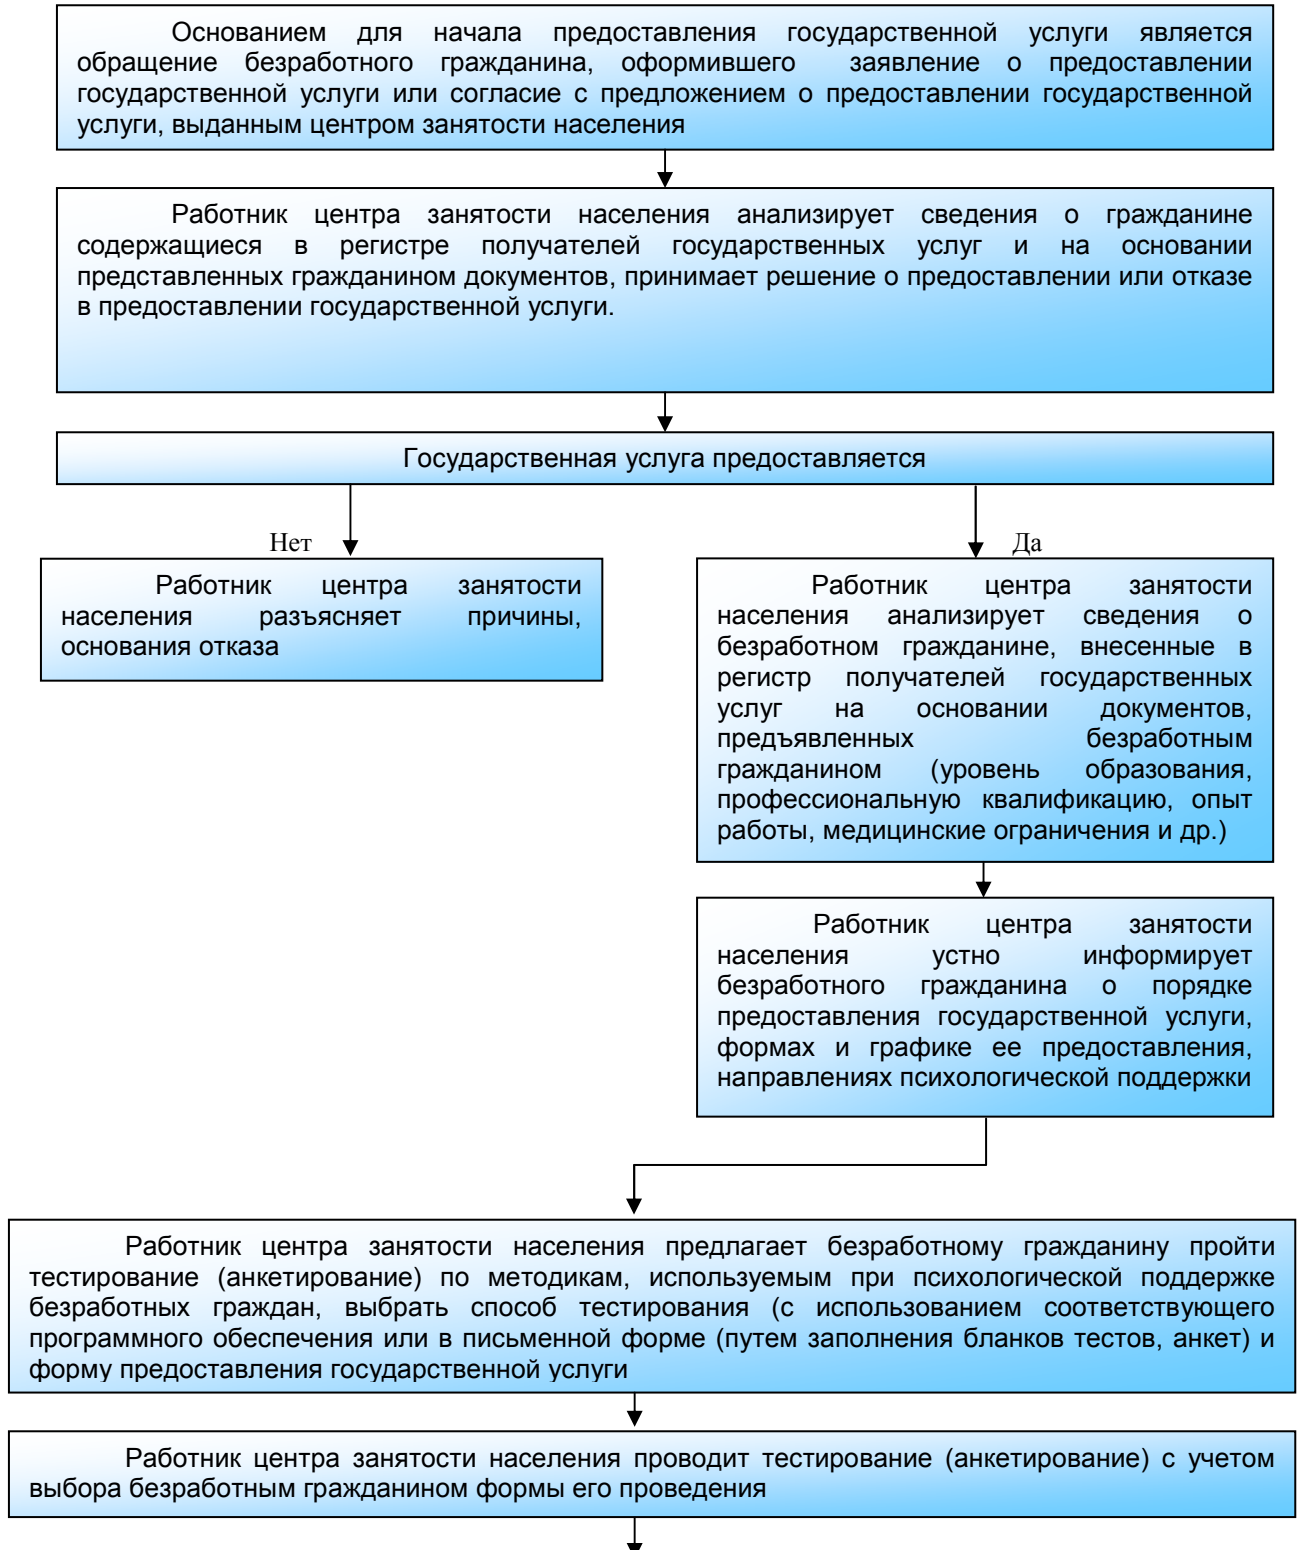 Основанием для начала предоставления государственной услуги является
обращение безработного гражданина, оформившего заявление о предоставлении
государственной услуги или согласие с предложением о предоставлении государственной
услуги, выданным центром занятости населения
Работник центра занятости населения анализирует сведения о гражданине
содержащиеся в регистре получателей государственных услуг и на основании
представленных гражданином документов, принимает решение о предоставлении или отказе
в предоставлении государственной услуги.
Государственная услуга предоставляется
Нет
Да
Работник центра занятости
населения разъясняет причины,
основания отказа
Работник центра занятости
населения анализирует сведения о
безработном гражданине, внесенные в
регистр получателей государственных
услуг на основании документов,
предъявленных безработным
гражданином (уровень образования,
профессиональную квалификацию, опыт
работы, медицинские ограничения и др.)
Работник центра занятости
населения устно информирует
безработного гражданина о порядке
предоставления государственной услуги,
формах и графике ее предоставления,
направлениях психологической поддержки
Работник центра занятости населения предлагает безработному гражданину пройти
тестирование (анкетирование) по методикам, используемым при психологической поддержке
безработных граждан, выбрать способ тестирования (с использованием соответствующего
программного обеспечения или в письменной форме (путем заполнения бланков тестов, анкет) и
форму предоставления государственной услуги
Работник центра занятости населения проводит тестирование (анкетирование) с учетом
выбора безработным гражданином формы его проведения